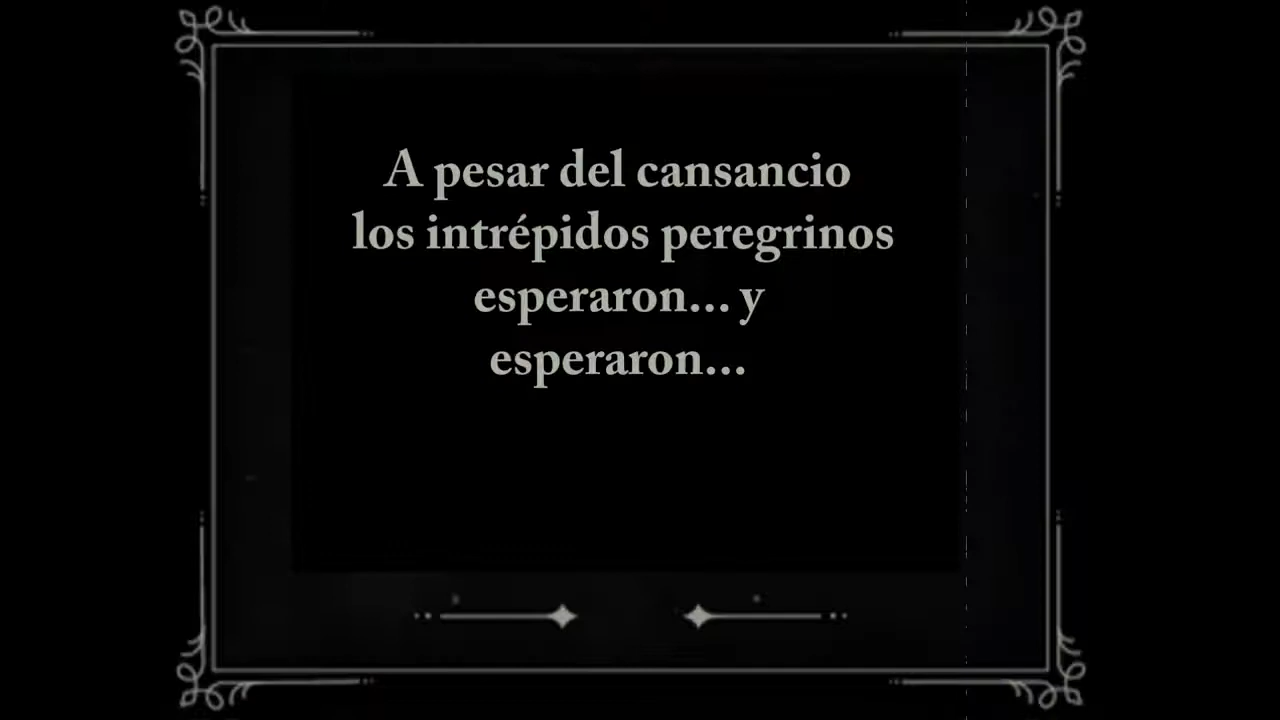 A pesar del cansancio
los intrépidos peregrinos
esperaron... y
esperaron...